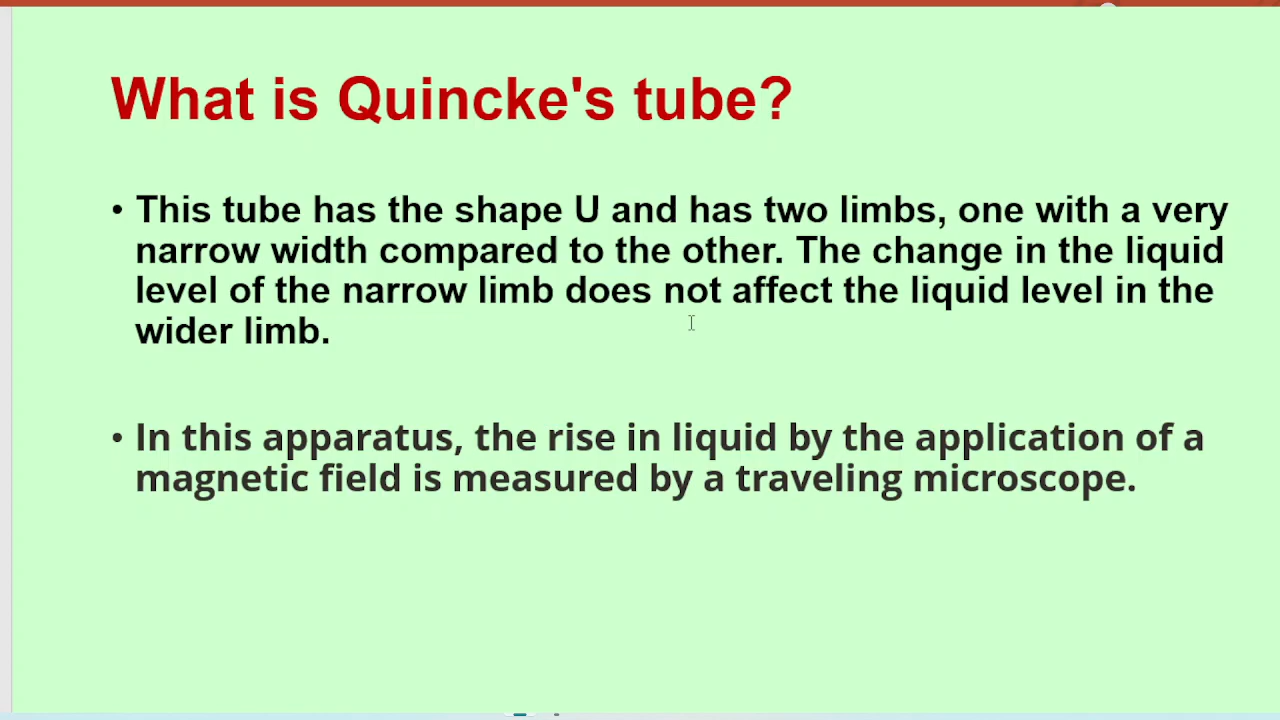 What is Quincke's tube?
• This tube has the shape U and has two limbs, one with a very
narrow width compared to the other. The change in the liquid
level of the narrow limb does not affect the liquid level in the
wider limb.
• In this apparatus, the rise in liquid by the application of a
magnetic field is measured by a traveling microscope.